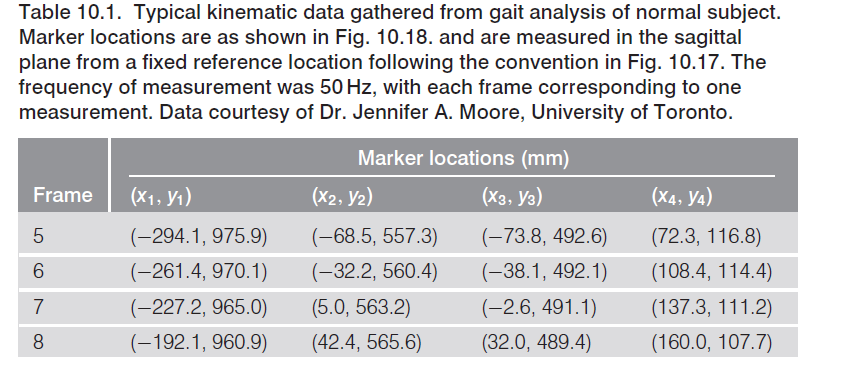 Table 10.1. Typical kinematic data gathered from gait analysis of normal subject.
Marker locations are as shown in Fig. 10.18. and are measured in the sagittal
plane from a fixed reference location following the convention in Fig. 10.17. The
frequency of measurement was 50 Hz, with each frame corresponding to one
measurement. Data courtesy of Dr. Jennifer A. Moore, University of Toronto.
Marker locations (mm)
Frame (x1, y1) (x2, y2) (x3, y3) (x4, y4)
5 (−294.1, 975.9) (−68.5, 557.3) (−73.8, 492.6) (72.3, 116.8)
6 (−261.4, 970.1) (−32.2, 560.4) (−38.1, 492.1) (108.4, 114.4)
7 (−227.2, 965.0) (5.0, 563.2) (−2.6, 491.1) (137.3, 111.2)
8 (−192.1, 960.9) (42.4, 565.6) (32.0, 489.4) (160.0, 107.7)